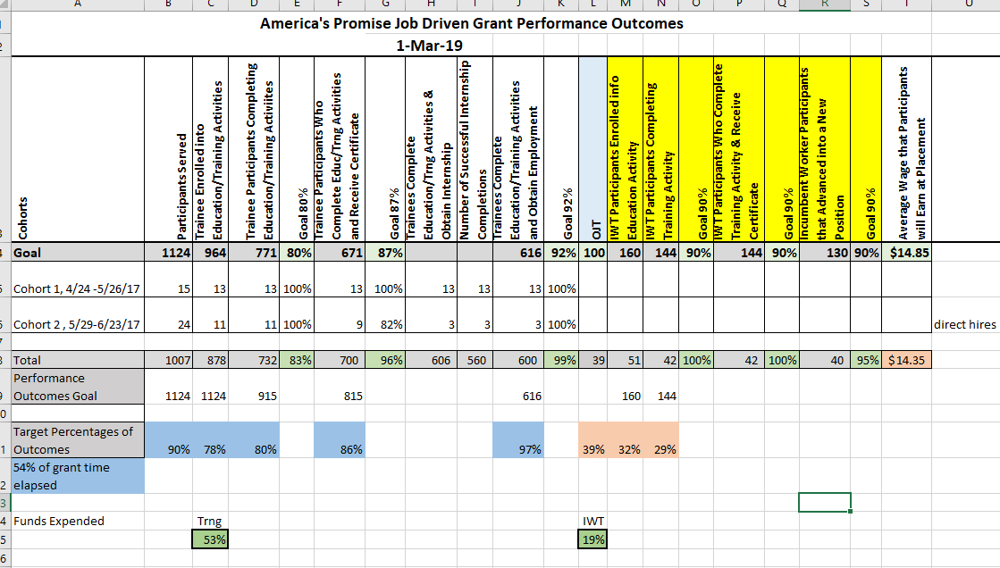 A B C D E F G H I J K L M N O P Q R S T U
America's Promise Job Driven Grant Performance Outcomes
1-Mar-19
Cohorts
Participants Served
Trainee Enrolled into
Education/Training Activities
Trainee Participants Completing
Education/Training Activiites
Goal 80%
Trainee Participants Who
Complete Educ/Trng Activities
and Receive Certificate
Goal 87%
Trainees Complete
Education/Trng Activities &
Obtain Internship
Number of Successful Internship
Completions
Trainees Complete
Education/Training Activities
and Obtain Employment
Goal 92%
OJT
IWT Participants Enrolled info
Education Activity
IWT Participants Completing
Training Activity
Goal 90%
IWT Participants Who Complete
Training Activity & Receive
Certificate
Goal 90%
Incumbent Worker Participants
that Advanced into a New
Position
Goal 90%
Average Wage that Participants
will Earn at Placement
Goal 1124 964 771 80% 671 87% 616 92% 100 160 144 90% 144 90% 130 90% $14.85
Cohort 1, 4/24 -5/26/17 15 13 13 100% 13 100% 13 13 13 100%
Cohort 2 , 5/29-6/23/17 24 11 11 100% 9 82% 3 3 3 100% direct hires
Total 1007 878 732 83% 700 96% 606 560 600 99% 39 51 42 100% 42 100% 40 95% $14.35
Performance
Outcomes Goal 1124 1124 915 815 616 160 144
Target Percentages of
Outcomes 90% 78% 80% 86% 97% 39% 32% 29%
54% of grant time
elapsed
Funds Expended Trng IWT
53% 19%